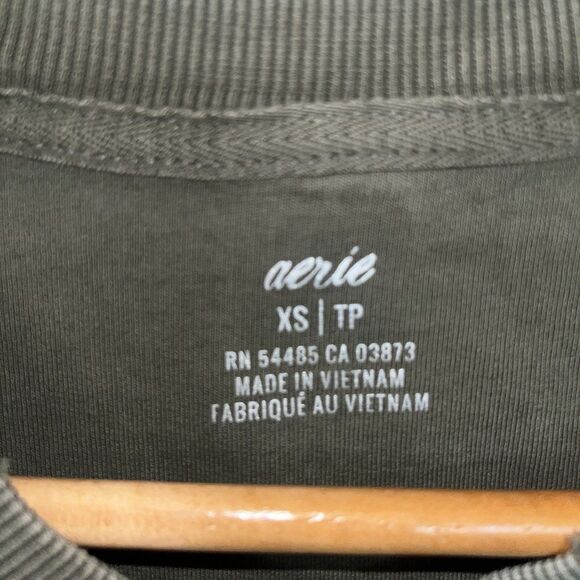 aerie
XS | TP
RN 54485 CA 03873
MADE IN VIETNAM
FABRIQUÉ AU VIETNAM